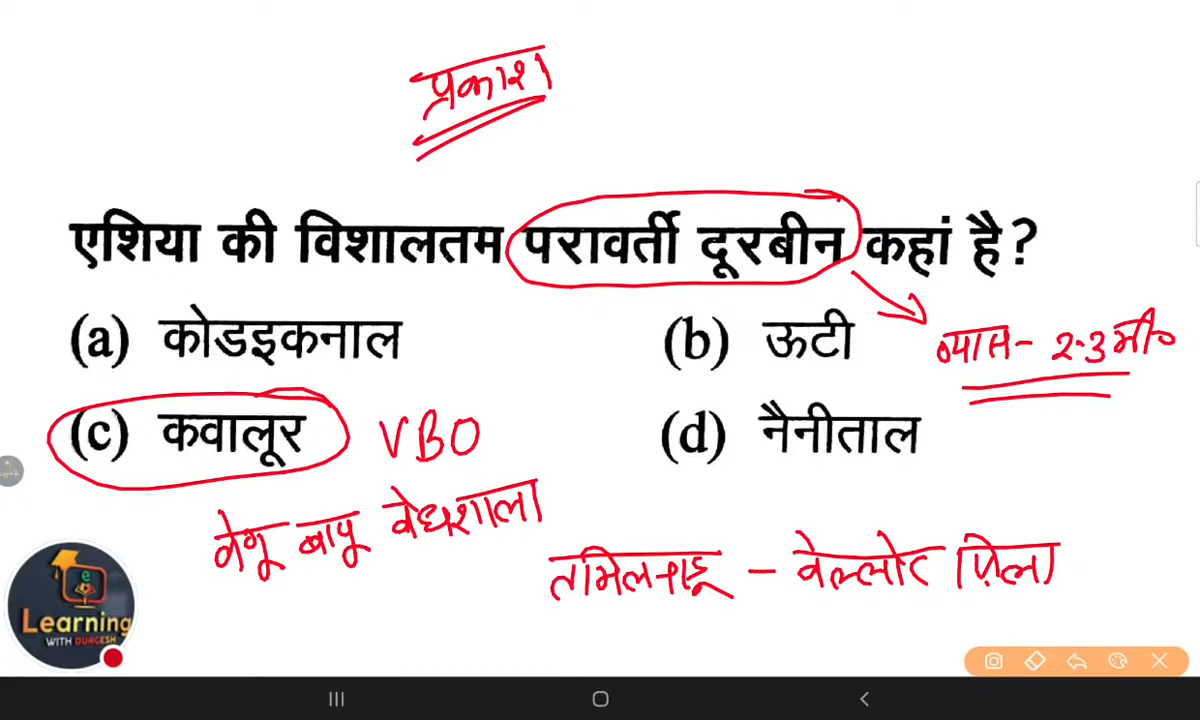 प्रकाश
एशिया की विशालतम परावर्ती दूरबीन कहां है?
(a) कोडइकनाल (b) ऊटी
व्यास- 2.3 मी०
(c) कवालूर VBO (d) नैनीताल
वेणू बापू वेधशाला
तमिलनाडू - वेल्लोर ज़िला
e
Learning
WITH DURGESH